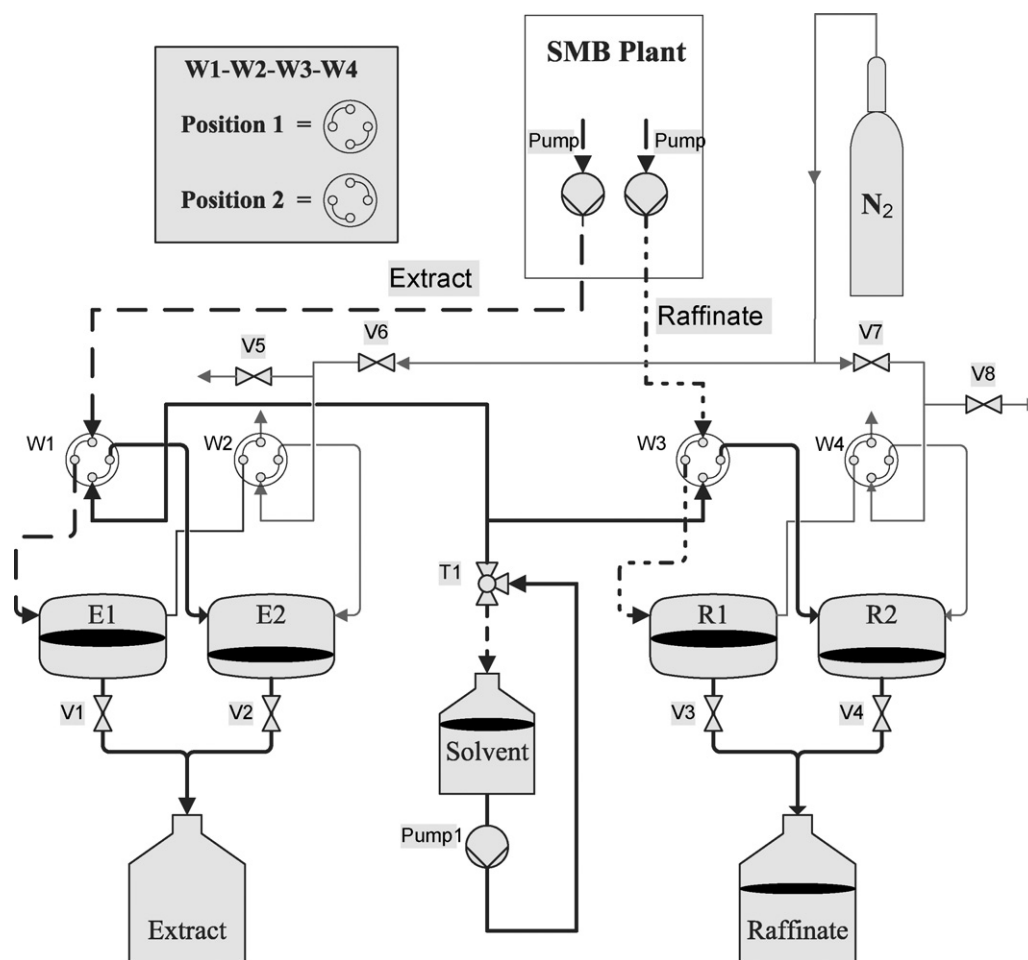 W1-W2-W3-W4
Position 1 =
Position 2 =
SMB Plant
Pump
Pump
N2
Extract
Raffinate
V5
V6
V7
V8
W1
W2
W3
W4
T1
E1
E2
R1
R2
V1
V2
V3
V4
Solvent
Pump1
Extract
Raffinate